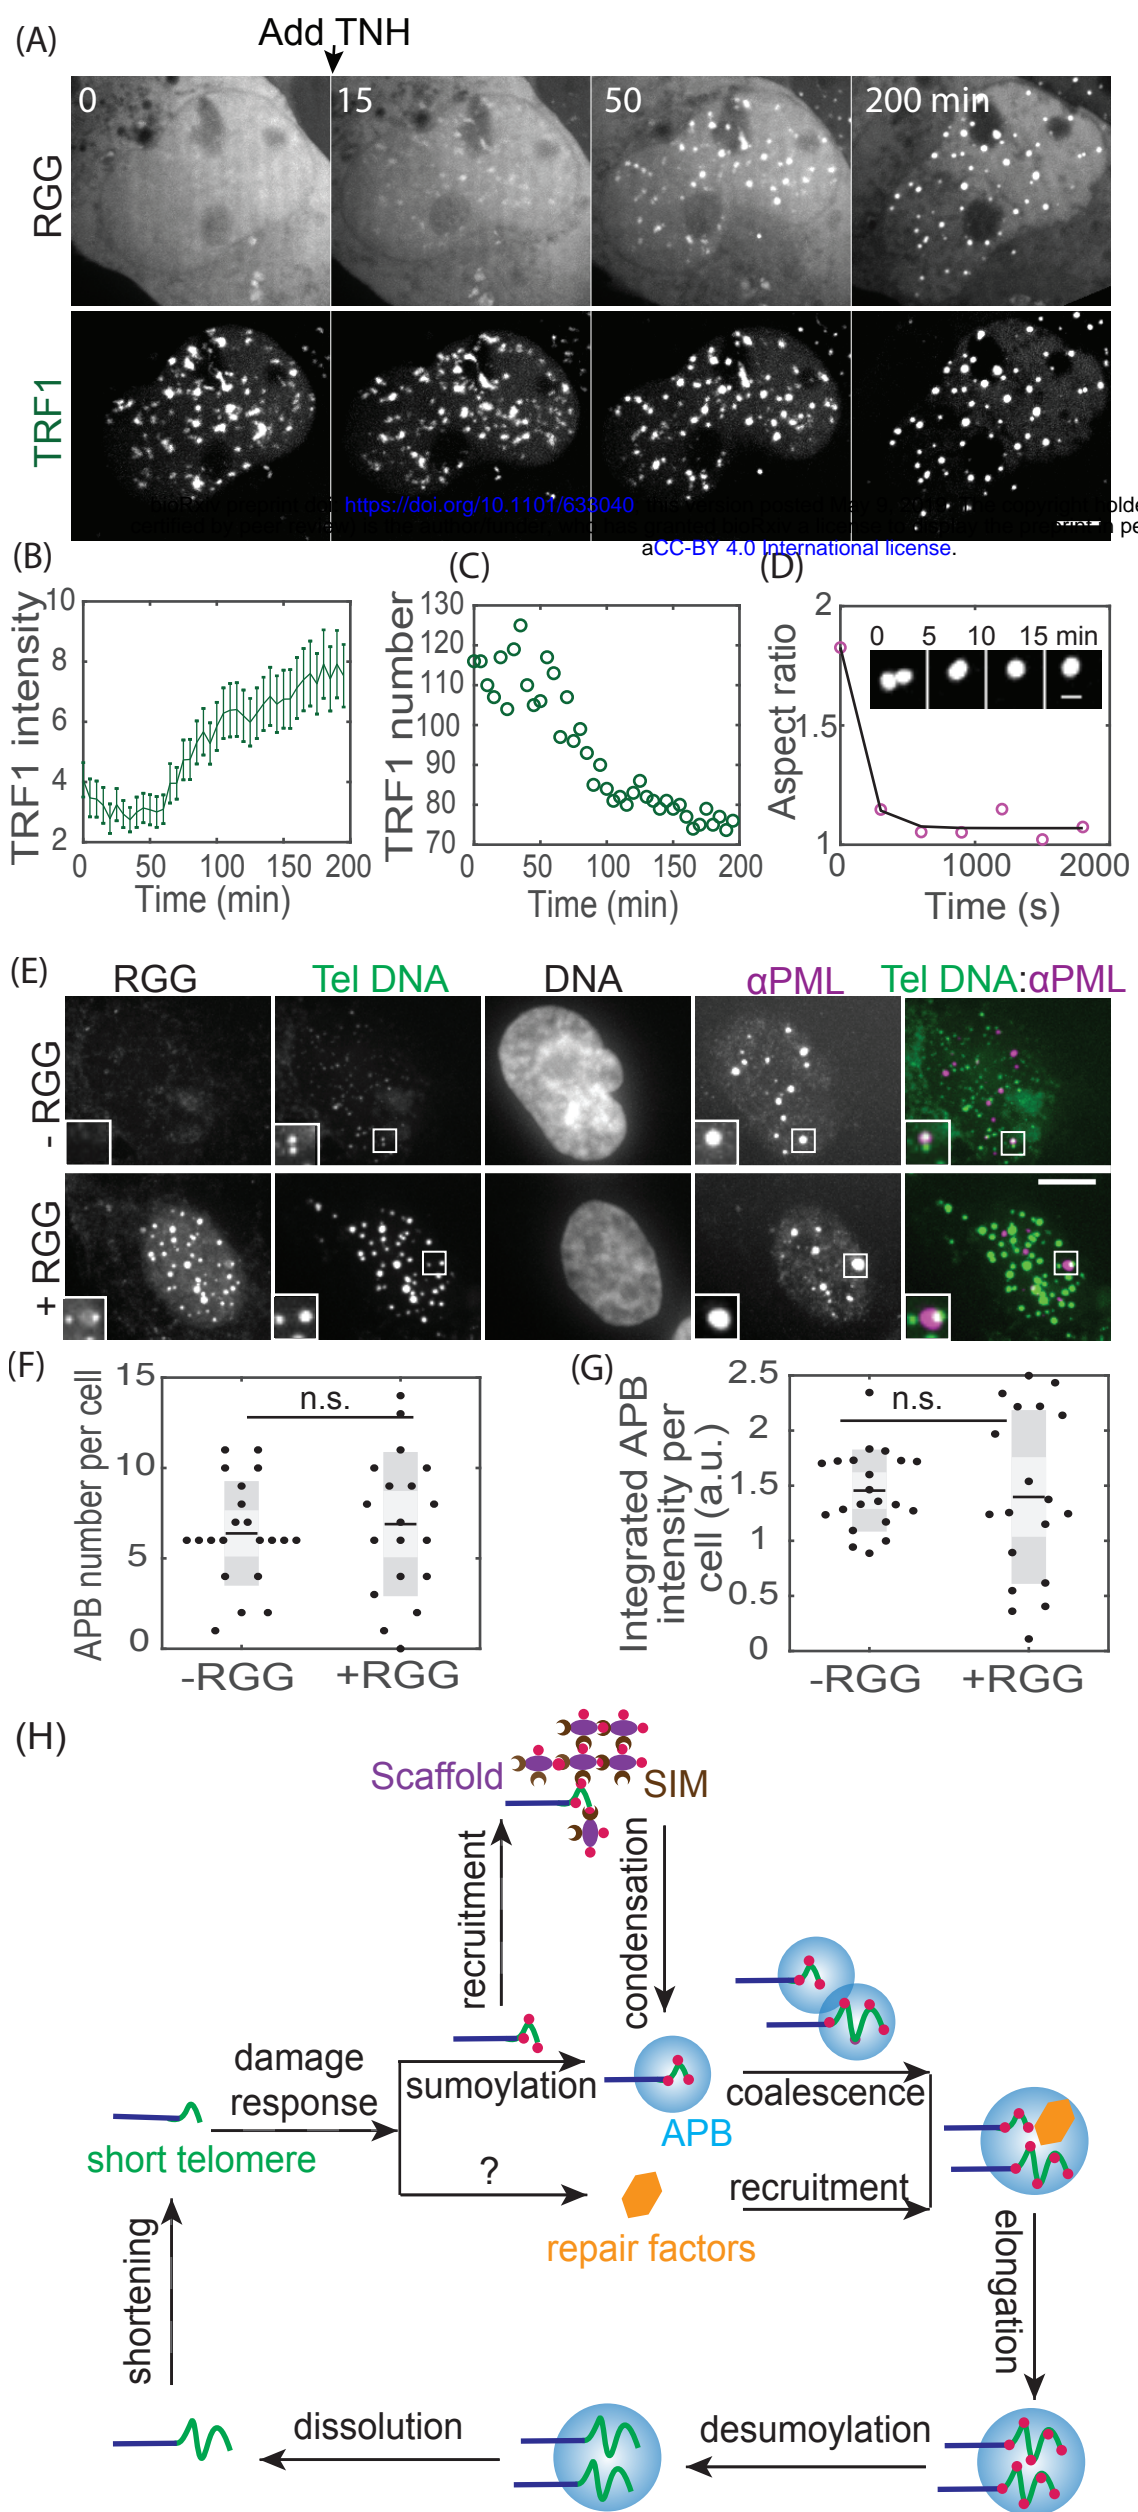 (A)
Add TNH
0
15
50
200 min
RGG
TRF1
bioRxiv preprint doi: https://doi.org/10.1101/633040
aCC-BY 4.0 International license.
(B)
TRF1 intensity
10
8
6
4
2
0
50
100
150
200
Time (min)
(C)
TRF1 number
130
120
110
100
90
80
70
0
50
100
150
200
Time (min)
(D)
Aspect ratio
2
1.5
1
0
5
10
15 min
0
1000
2000
Time (s)
(E)
RGG
Tel DNA
DNA
αPML
Tel DNA:αPML
- RGG
+ RGG
(F)
APB number per cell
15
10
5
0
n.s.
-RGG
+RGG
(G)
Integrated APB
intensity per
cell (a.u.)
2.5
2
1.5
1
0.5
0
n.s.
-RGG
+RGG
(H)
Scaffold
SIM
recruitment
condensation
damage
response
sumoylation
APB
coalescence
short telomere
?
repair factors
recruitment
elongation
shortening
dissolution
desumoylation